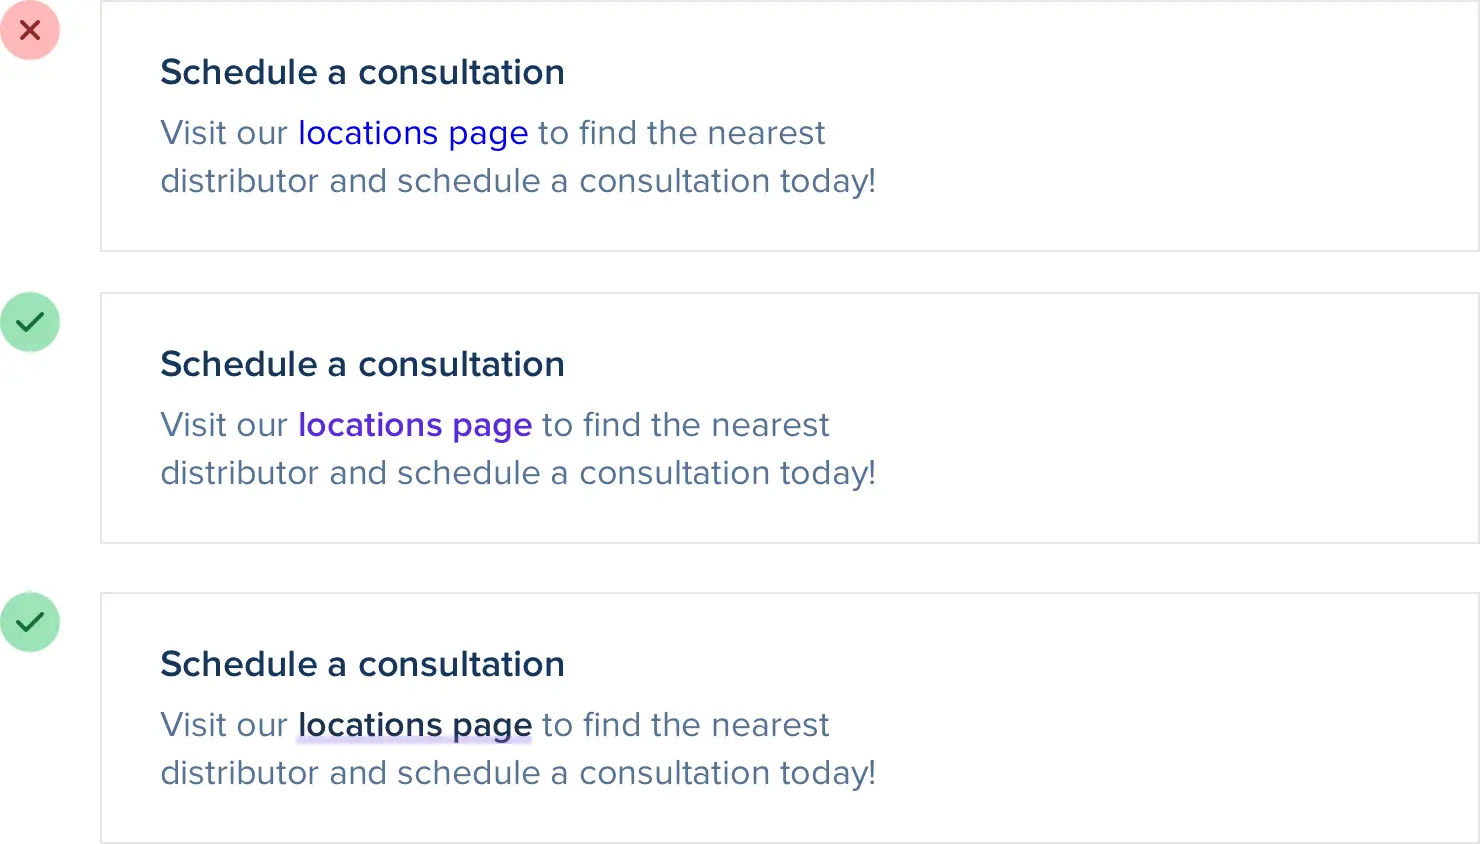 Schedule a consultation
Visit our locations page to find the nearest
distributor and schedule a consultation today!
Schedule a consultation
Visit our locations page to find the nearest
distributor and schedule a consultation today!
Schedule a consultation
Visit our locations page to find the nearest
distributor and schedule a consultation today!